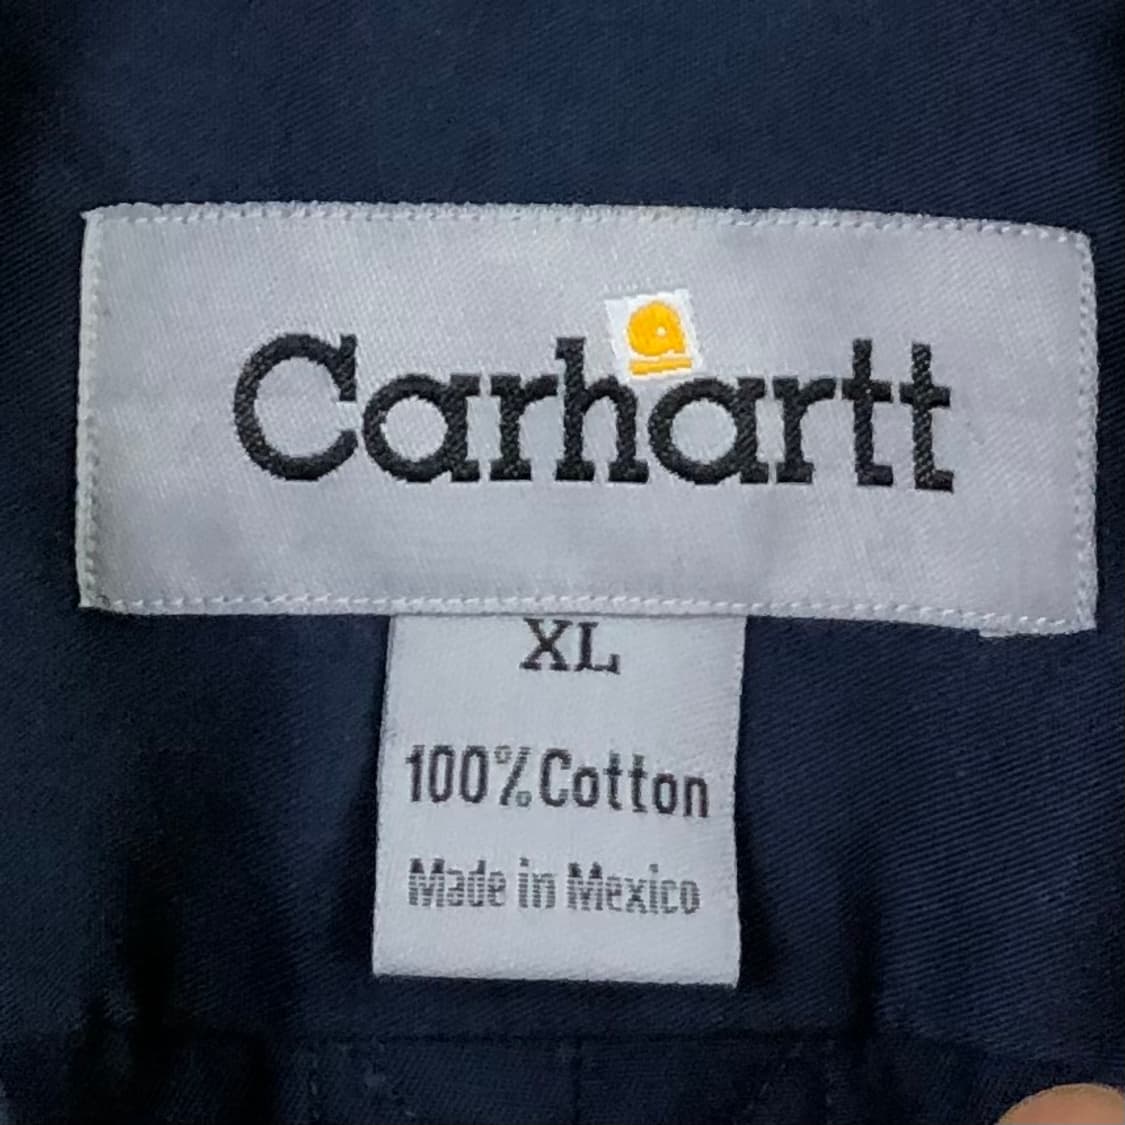 Carhartt
XL
100% Cotton
Made in Mexico